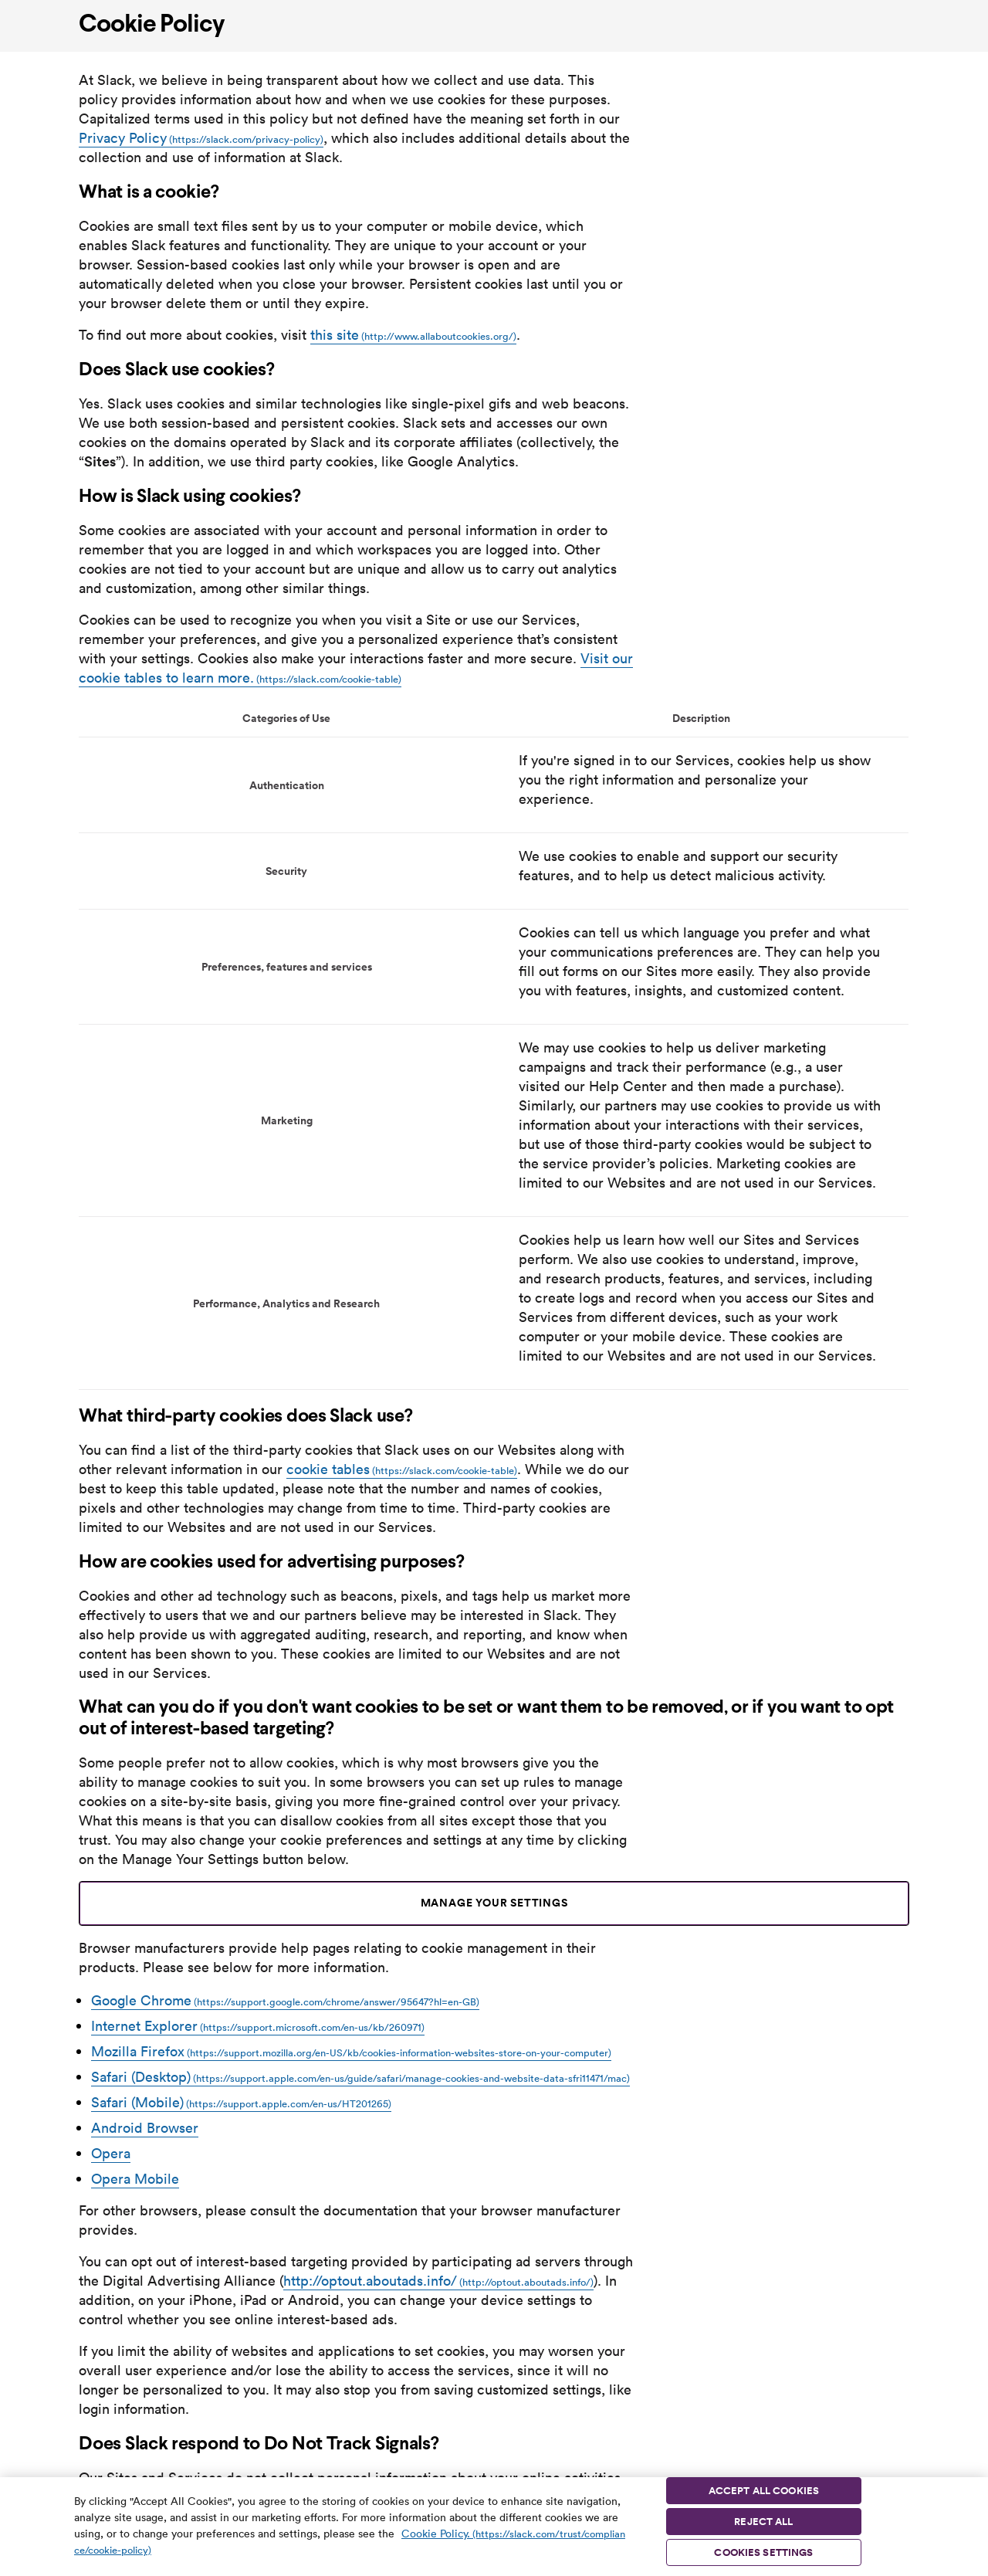 Cookie Policy
At Slack, we believe in being transparent about how we collect and use data. This
policy provides information about how and when we use cookies for these purposes.
Capitalized terms used in this policy but not defined have the meaning set forth in our
Privacy Policy (https://slack.com/privacy-policy), which also includes additional details about the
collection and use of information at Slack.
What is a cookie?
Cookies are small text files sent by us to your computer or mobile device, which
enables Slack features and functionality. They are unique to your account or your
browser. Session-based cookies last only while your browser is open and are
automatically deleted when you close your browser. Persistent cookies last until you or
your browser delete them or until they expire.
To find out more about cookies, visit this site (http://www.allaboutcookies.org/).
Does Slack use cookies?
Yes. Slack uses cookies and similar technologies like single-pixel gifs and web beacons.
We use both session-based and persistent cookies. Slack sets and accesses our own
cookies on the domains operated by Slack and its corporate affiliates (collectively, the
“Sites”). In addition, we use third party cookies, like Google Analytics.
How is Slack using cookies?
Some cookies are associated with your account and personal information in order to
remember that you are logged in and which workspaces you are logged into. Other
cookies are not tied to your account but are unique and allow us to carry out analytics
and customization, among other similar things.
Cookies can be used to recognize you when you visit a Site or use our Services,
remember your preferences, and give you a personalized experience that’s consistent
with your settings. Cookies also make your interactions faster and more secure. Visit our
cookie tables to learn more. (https://slack.com/cookie-table)
Categories of Use
Description
Authentication
If you're signed in to our Services, cookies help us show
you the right information and personalize your
experience.
Security
We use cookies to enable and support our security
features, and to help us detect malicious activity.
Preferences, features and services
Cookies can tell us which language you prefer and what
your communications preferences are. They can help you
fill out forms on our Sites more easily. They also provide
you with features, insights, and customized content.
Marketing
We may use cookies to help us deliver marketing
campaigns and track their performance (e.g., a user
visited our Help Center and then made a purchase).
Similarly, our partners may use cookies to provide us with
information about your interactions with their services,
but use of those third-party cookies would be subject to
the service provider’s policies. Marketing cookies are
limited to our Websites and are not used in our Services.
Performance, Analytics and Research
Cookies help us learn how well our Sites and Services
perform. We also use cookies to understand, improve,
and research products, features, and services, including
to create logs and record when you access our Sites and
Services from different devices, such as your work
computer or your mobile device. These cookies are
limited to our Websites and are not used in our Services.
What third-party cookies does Slack use?
You can find a list of the third-party cookies that Slack uses on our Websites along with
other relevant information in our cookie tables (https://slack.com/cookie-table). While we do our
best to keep this table updated, please note that the number and names of cookies,
pixels and other technologies may change from time to time. Third-party cookies are
limited to our Websites and are not used in our Services.
How are cookies used for advertising purposes?
Cookies and other ad technology such as beacons, pixels, and tags help us market more
effectively to users that we and our partners believe may be interested in Slack. They
also help provide us with aggregated auditing, research, and reporting, and know when
content has been shown to you. These cookies are limited to our Websites and are not
used in our Services.
What can you do if you don't want cookies to be set or want them to be removed, or if you want to opt
out of interest-based targeting?
Some people prefer not to allow cookies, which is why most browsers give you the
ability to manage cookies to suit you. In some browsers you can set up rules to manage
cookies on a site-by-site basis, giving you more fine-grained control over your privacy.
What this means is that you can disallow cookies from all sites except those that you
trust. You may also change your cookie preferences and settings at any time by clicking
on the Manage Your Settings button below.
MANAGE YOUR SETTINGS
Browser manufacturers provide help pages relating to cookie management in their
products. Please see below for more information.
Google Chrome (https://support.google.com/chrome/answer/95647?hl=en-GB)
Internet Explorer (https://support.microsoft.com/en-us/kb/260971)
Mozilla Firefox (https://support.mozilla.org/en-US/kb/cookies-information-websites-store-on-your-computer)
Safari (Desktop) (https://support.apple.com/en-us/guide/safari/manage-cookies-and-website-data-sfri11471/mac)
Safari (Mobile) (https://support.apple.com/en-us/HT201265)
Android Browser
Opera
Opera Mobile
For other browsers, please consult the documentation that your browser manufacturer
provides.
You can opt out of interest-based targeting provided by participating ad servers through
the Digital Advertising Alliance (http://optout.aboutads.info/ (http://optout.aboutads.info/)). In
addition, on your iPhone, iPad or Android, you can change your device settings to
control whether you see online interest-based ads.
If you limit the ability of websites and applications to set cookies, you may worsen your
overall user experience and/or lose the ability to access the services, since it will no
longer be personalized to you. It may also stop you from saving customized settings, like
login information.
Does Slack respond to Do Not Track Signals?
Our Sites and Services do not collect personal information about your online activities
By clicking "Accept All Cookies", you agree to the storing of cookies on your device to enhance site navigation,
analyze site usage, and assist in our marketing efforts. For more information about the different cookies we are
using, or to change your preferences and settings, please see the Cookie Policy. (https://slack.com/trust/complian
ce/cookie-policy)
ACCEPT ALL COOKIES
REJECT ALL
COOKIES SETTINGS